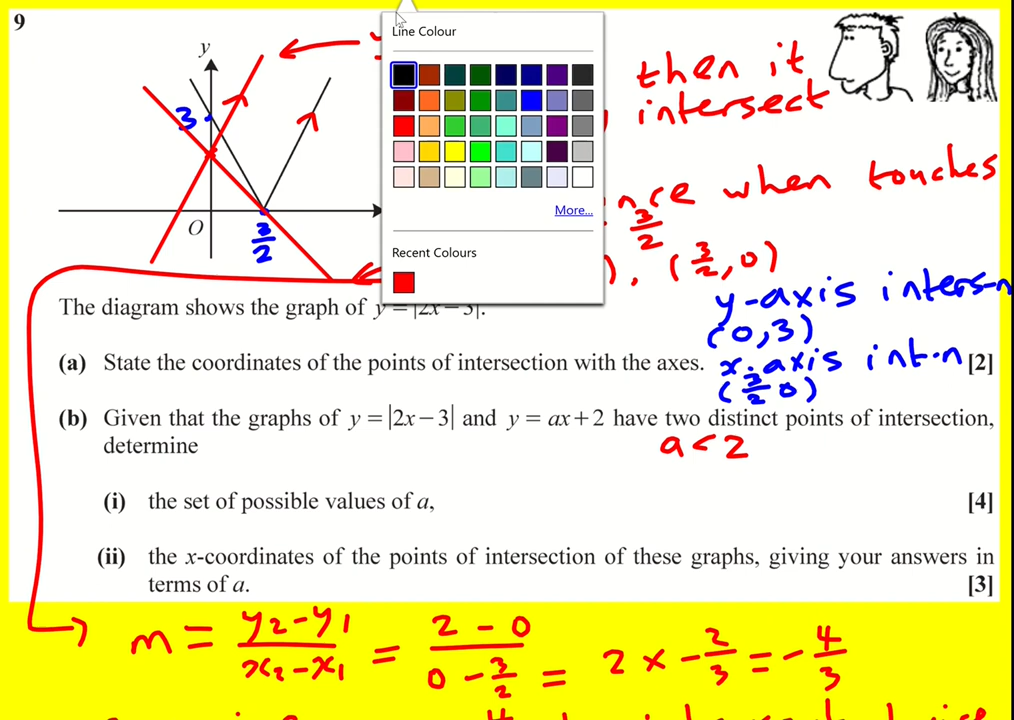 9
y
Line Colour
then it
intersect
3
nce when touches
3/2
More...
O
3/2
Recent Colours
, (3/2, 0)
The diagram shows the graph of y = |2x − 3|.
y-axis inters-n
(0,3)
(a) State the coordinates of the points of intersection with the axes. [2]
x-axis int.n
(3/2 0)
(b) Given that the graphs of y = |2x − 3| and y = ax + 2 have two distinct points of intersection,
determine
a < 2
(i) the set of possible values of a, [4]
(ii) the x-coordinates of the points of intersection of these graphs, giving your answers in
terms of a. [3]
m = y2 − y1 / x2 − x1 = 2 − 0 / 0 − 3/2 = 2 × −2/3 = −4/3